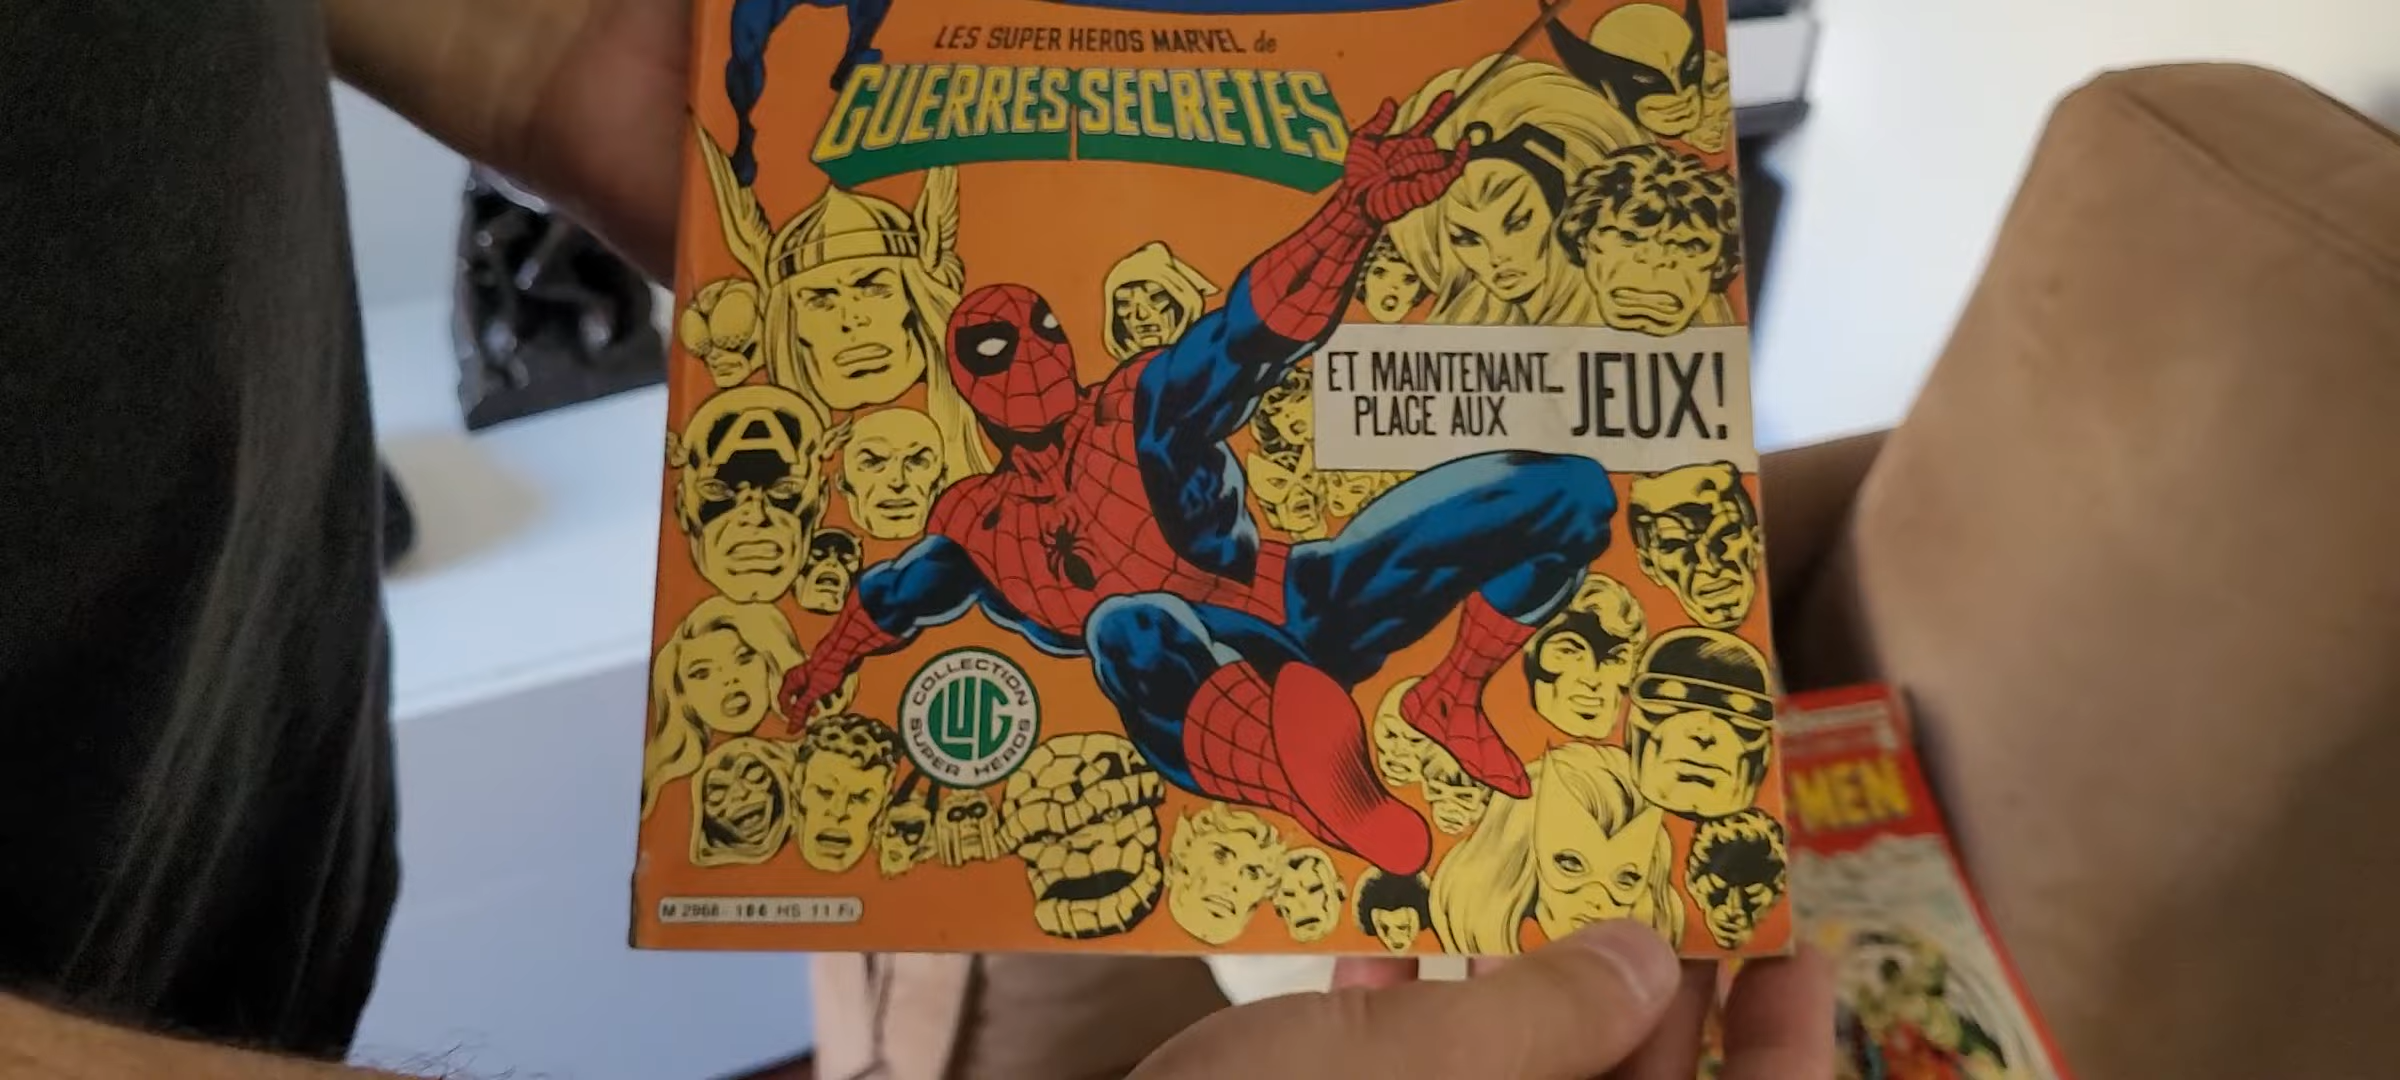 LES SUPER HEROS MARVEL de
GUERRES SECRETES
ET MAINTENANT...
PLACE AUX JEUX!
A
COLLECTION
LUG
SUPER HEROS
M 2968 - 186 HS 11 F
-MEN